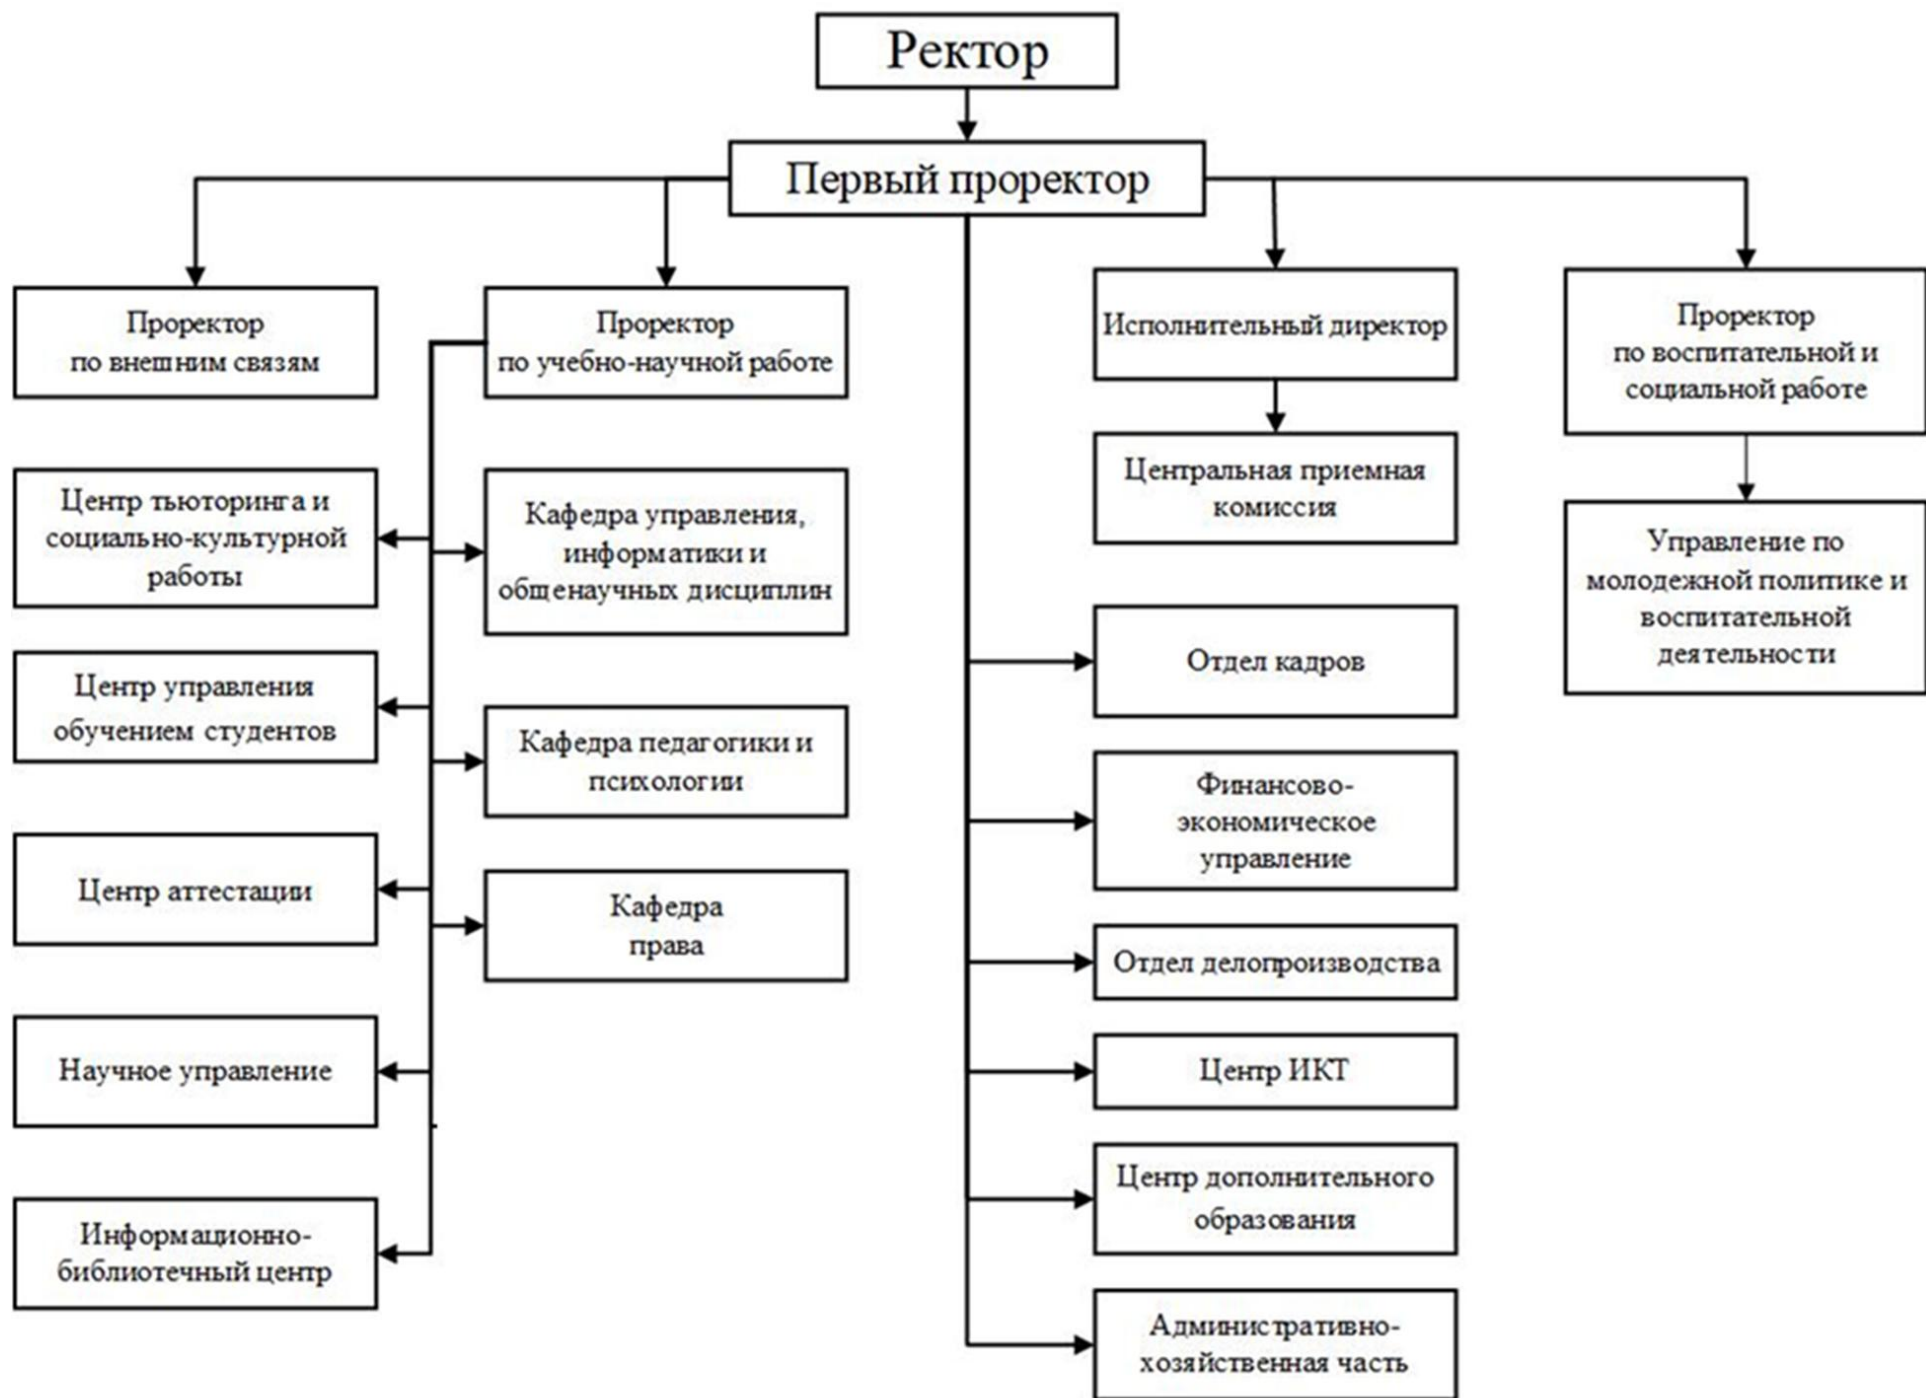 Ректор
Первый проректор
Проректор
по внешним связям
Проректор
по учебно-научной работе
Исполнительный директор
Проректор
по воспитательной и
социальной работе
Центральная приемная
комиссия
Управление по
молодежной политике и
воспитательной
деятельности
Центр тьюторинга и
социально-культурной
работы
Кафедра управления,
информатики и
общенаучных дисциплин
Центр управления
обучением студентов
Кафедра педагогики и
психологии
Центр аттестации
Кафедра
права
Научное управление
Информационно-
библиотечный центр
Отдел кадров
Финансово-
экономическое
управление
Отдел делопроизводства
Центр ИКТ
Центр дополнительного
образования
Административно-
хозяйственная часть